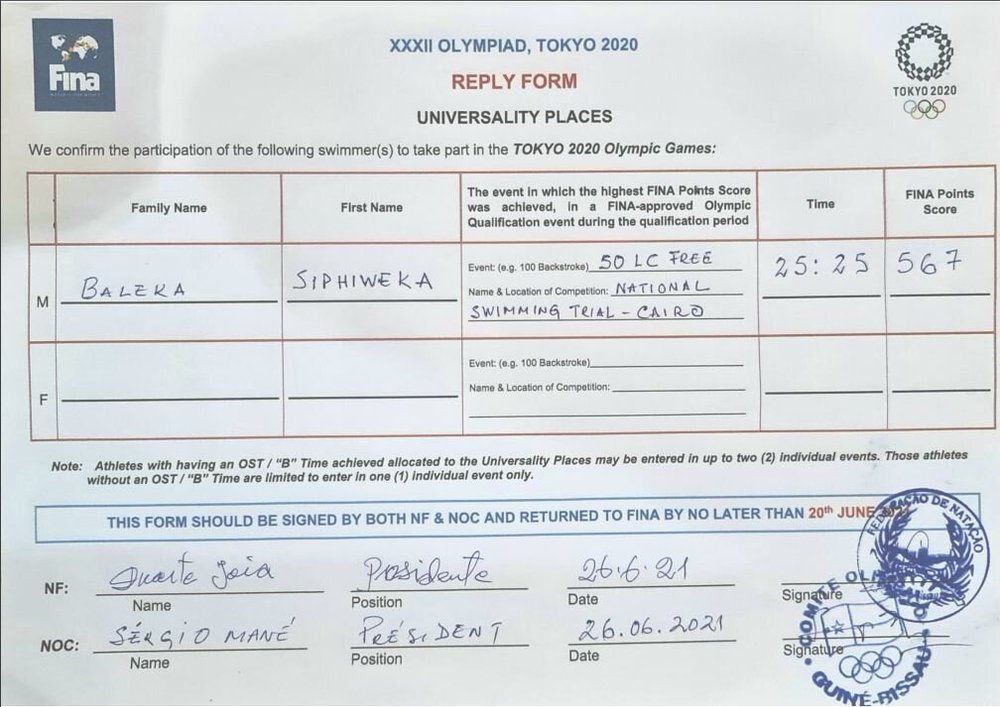 Fina
XXXII OLYMPIAD, TOKYO 2020
REPLY FORM
UNIVERSALITY PLACES
TOKYO 2020
We confirm the participation of the following swimmer(s) to take part in the TOKYO 2020 Olympic Games:
Family Name
First Name
The event in which the highest FINA Points Score
was achieved, in a FINA-approved Olympic
Qualification event during the qualification period
Time
FINA Points
Score
M
BALEKA
SIPHIWEKA
Event: (e.g. 100 Backstroke) 50 LC FREE
Name & Location of Competition: NATIONAL
SWIMMING TRIAL - CAIRO
25:25
567
F
Event: (e.g. 100 Backstroke)
Name & Location of Competition:
Note: Athletes with having an OST / “B” Time achieved allocated to the Universality Places may be entered in up to two (2) individual events. Those athletes
without an OST / “B” Time are limited to enter in one (1) individual event only.
THIS FORM SHOULD BE SIGNED BY BOTH NF & NOC AND RETURNED TO FINA BY NO LATER THAN 20th JUNE 2021
NF: Duarte Ioia Presidente 26.6.21
Name Position Date Signature
NOC: SÉRGIO MANÉ PRÉSIDENT 26.06.2021
Name Position Date Signature
FEDERAÇÃO DE NATAÇÃO
COMITE OLI
GUINÉ-BISSAU